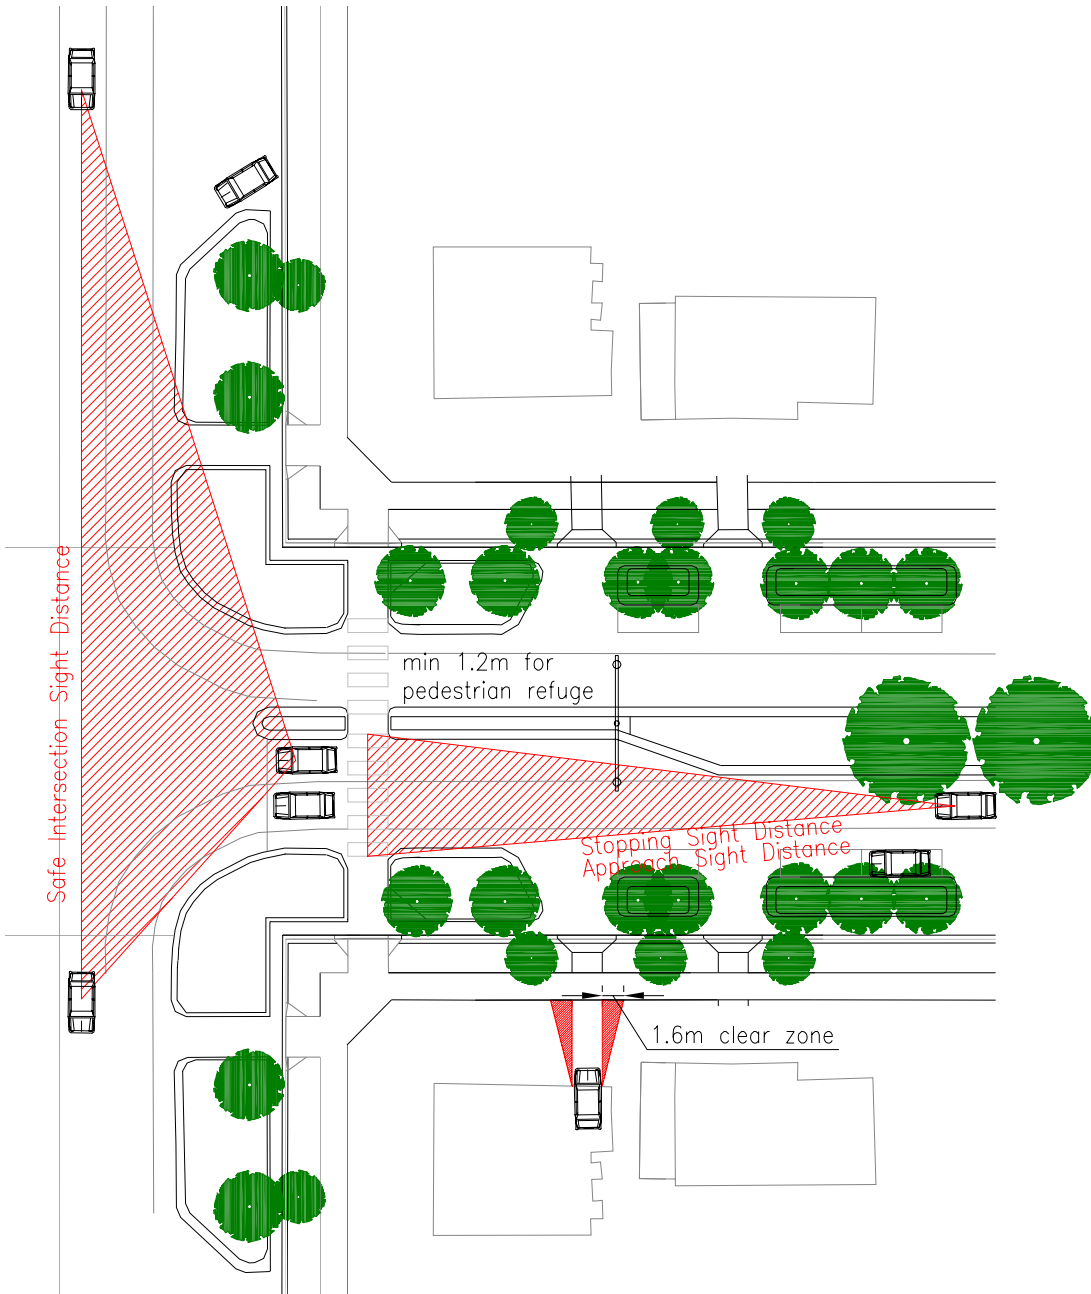 Safe Intersection Sight Distance
min 1.2m for
pedestrian refuge
Stopping Sight Distance
Approach Sight Distance
1.6m clear zone